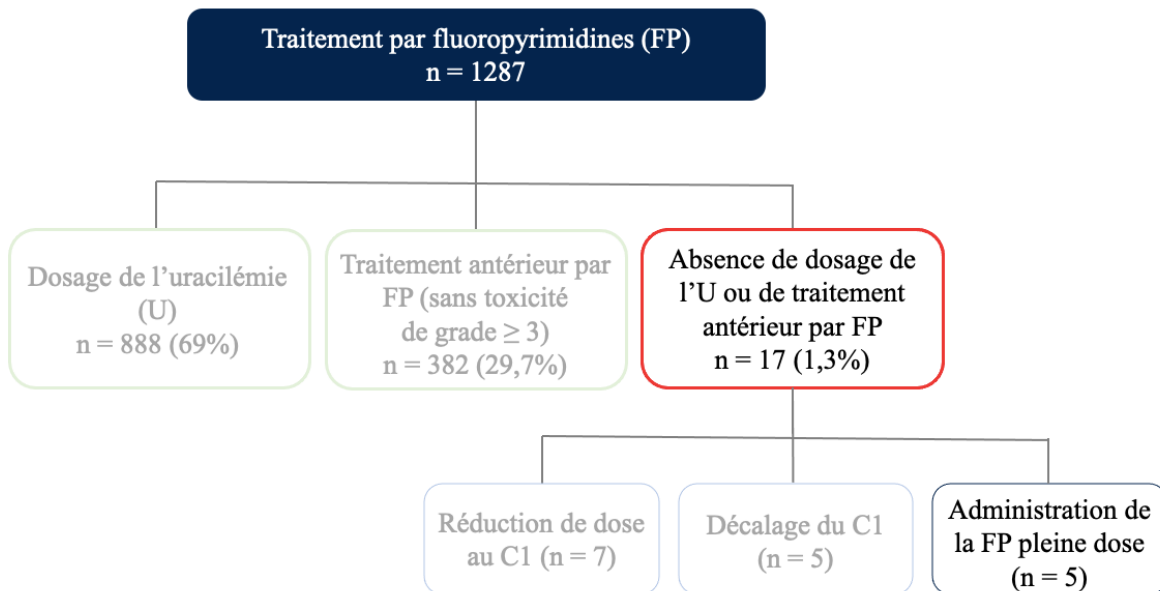 Traitement par fluoropyrimidines (FP)
n = 1287
Dosage de l’uracilémie
(U)
n = 888 (69%)
Traitement antérieur par
FP (sans toxicité
de grade ≥ 3)
n = 382 (29,7%)
Absence de dosage de
l’U ou de traitement
antérieur par FP
n = 17 (1,3%)
Réduction de dose
au C1 (n = 7)
Décalage du C1
(n = 5)
Administration de
la FP pleine dose
(n = 5)